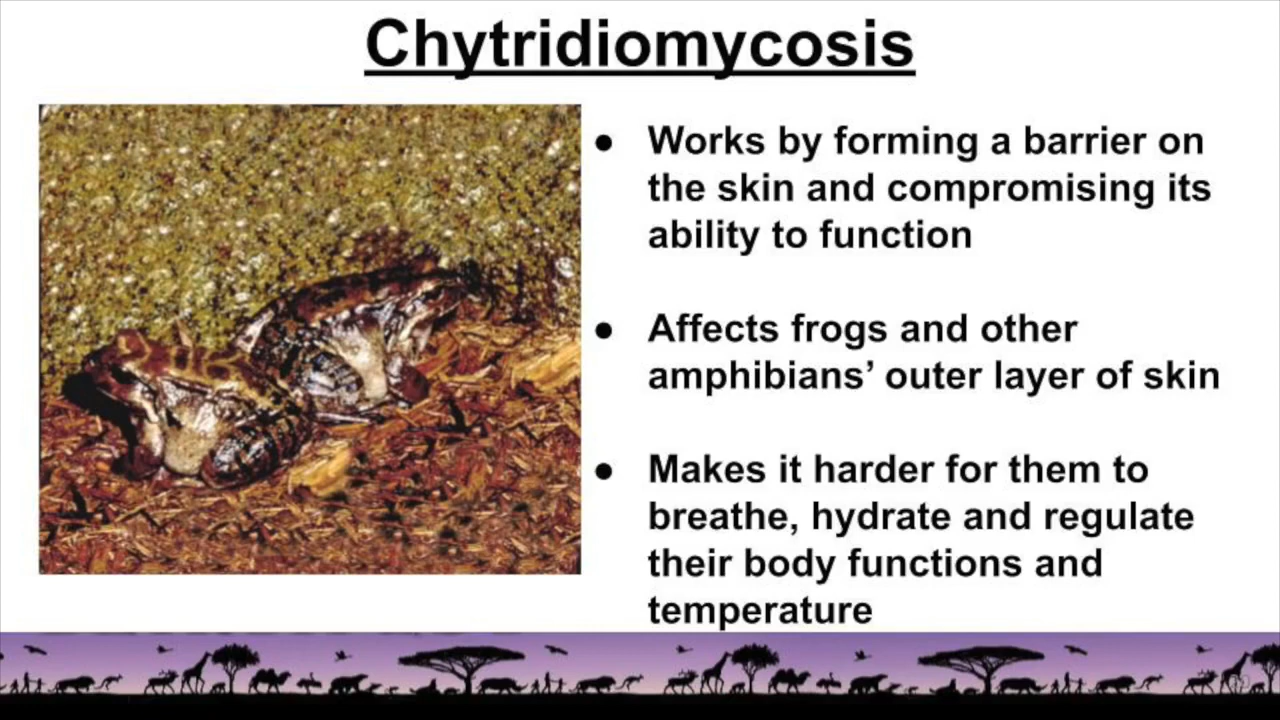 Chytridiomycosis
● Works by forming a barrier on
the skin and compromising its
ability to function
● Affects frogs and other
amphibians’ outer layer of skin
● Makes it harder for them to
breathe, hydrate and regulate
their body functions and
temperature